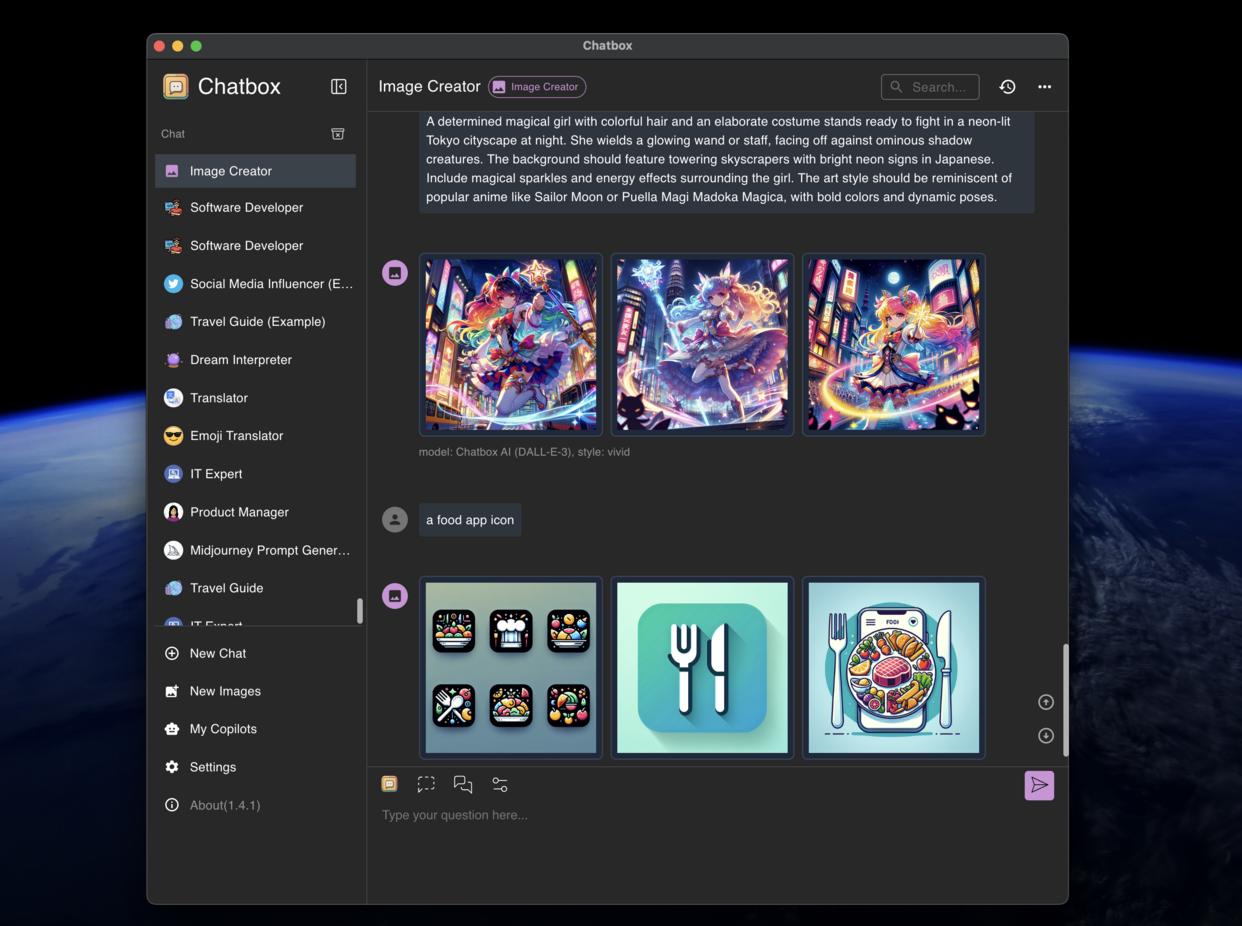 Chatbox
Chatbox
Chat
Image Creator
Software Developer
Software Developer
Social Media Influencer (E...
Travel Guide (Example)
Dream Interpreter
Translator
Emoji Translator
IT Expert
Product Manager
Midjourney Prompt Gener...
Travel Guide
IT Expert
New Chat
New Images
My Copilots
Settings
About(1.4.1)
Image Creator Image Creator Search...
A determined magical girl with colorful hair and an elaborate costume stands ready to fight in a neon-lit
Tokyo cityscape at night. She wields a glowing wand or staff, facing off against ominous shadow
creatures. The background should feature towering skyscrapers with bright neon signs in Japanese.
Include magical sparkles and energy effects surrounding the girl. The art style should be reminiscent of
popular anime like Sailor Moon or Puella Magi Madoka Magica, with bold colors and dynamic poses.
model: Chatbox AI (DALL-E-3), style: vivid
a food app icon
Type your question here...